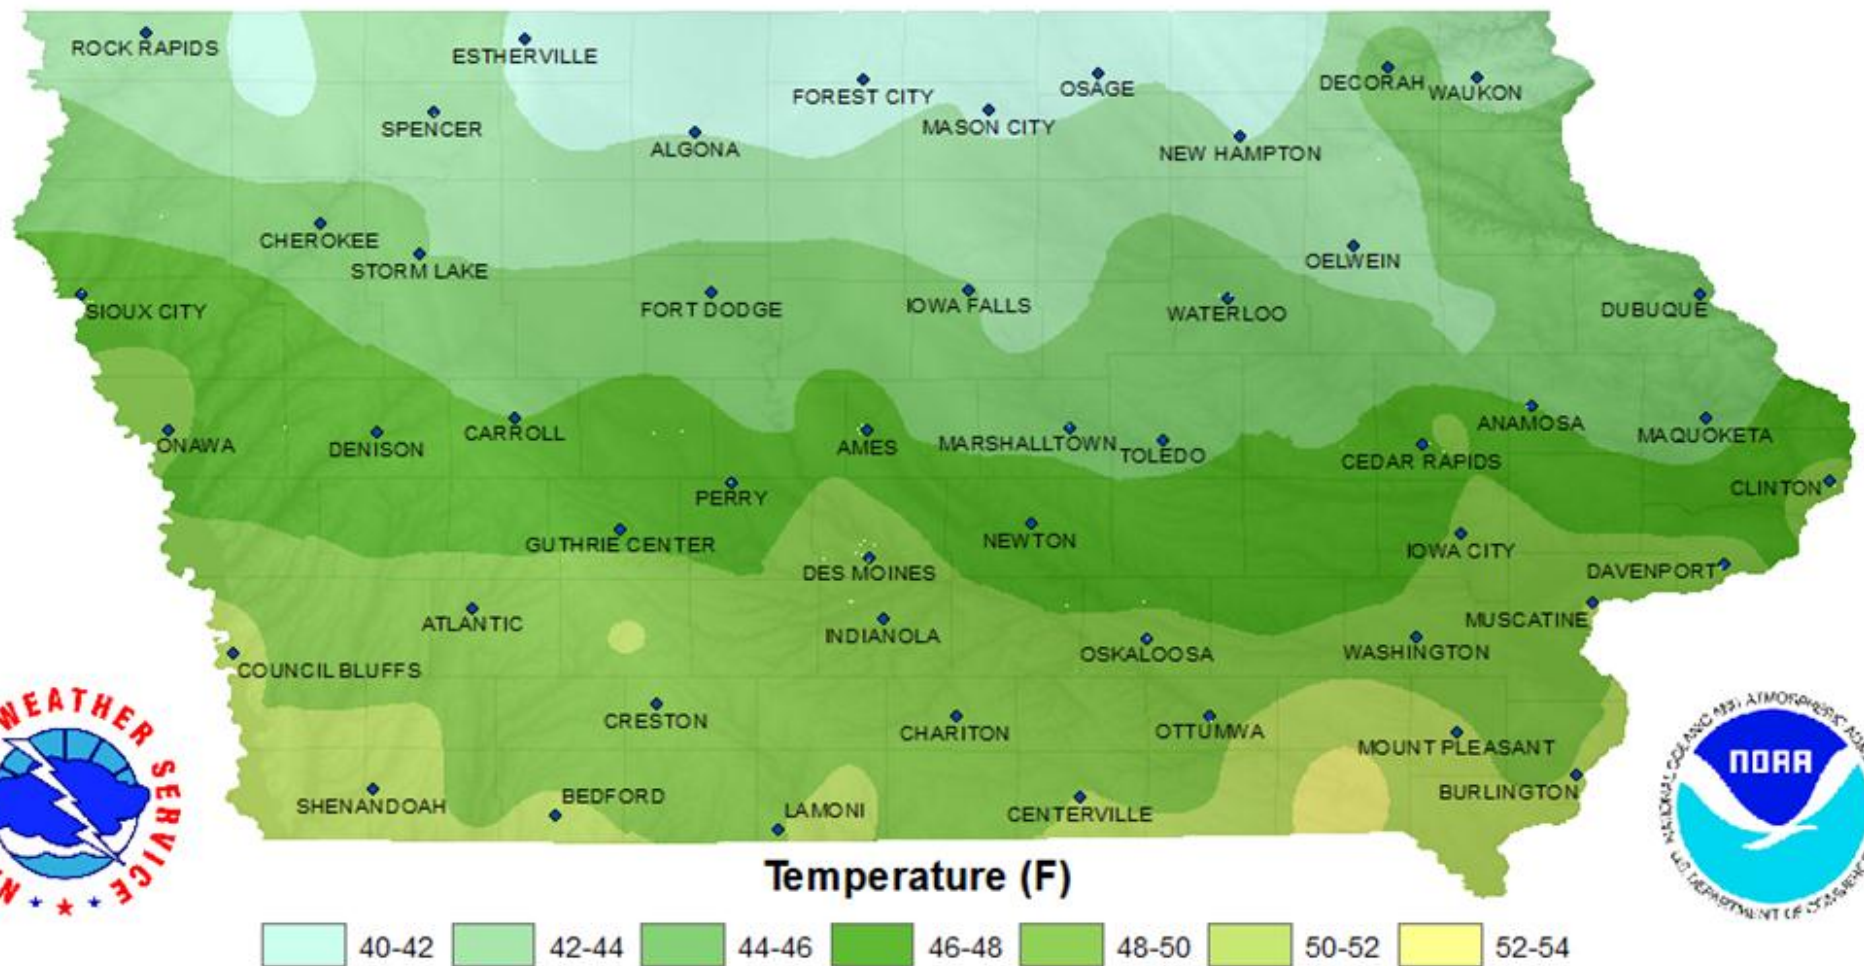 ROCK RAPIDS
ESTHERVILLE
FOREST CITY
OSAGE
DECORAH
WAUKON
SPENCER
ALGONA
MASON CITY
NEW HAMPTON
CHEROKEE
STORM LAKE
OELWEIN
SIOUX CITY
FORT DODGE
IOWA FALLS
WATERLOO
DUBUQUE
ONAWA
DENISON
CARROLL
AMES
MARSHALLTOWN
TOLEDO
CEDAR RAPIDS
ANAMOSA
MAQUOKETA
PERRY
CLINTON
GUTHRIE CENTER
NEWTON
IOWA CITY
DES MOINES
DAVENPORT
ATLANTIC
INDIANOLA
OSKALOOSA
WASHINGTON
MUSCATINE
COUNCIL BLUFFS
CRESTON
CHARITON
OTTUMWA
MOUNT PLEASANT
SHENANDOAH
BEDFORD
LAMONI
CENTERVILLE
BURLINGTON
WEATHER SERVICE
NOAA
Temperature (F)
40-42 42-44 44-46 46-48 48-50 50-52 52-54